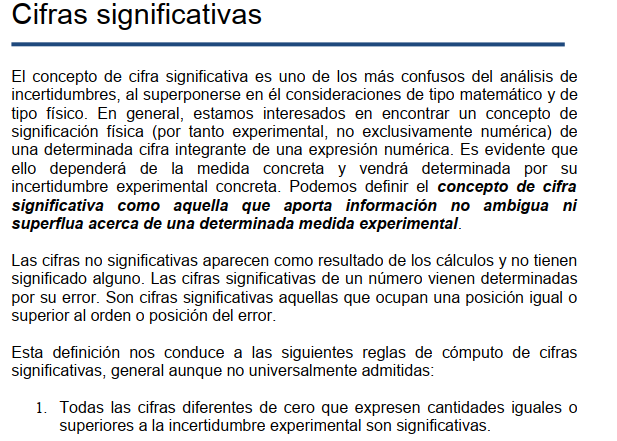 Cifras significativas
El concepto de cifra significativa es uno de los más confusos del análisis de
incertidumbres, al superponerse en él consideraciones de tipo matemático y de
tipo físico. En general, estamos interesados en encontrar un concepto de
significación física (por tanto experimental, no exclusivamente numérica) de
una determinada cifra integrante de una expresión numérica. Es evidente que
ello dependerá de la medida concreta y vendrá determinada por su
incertidumbre experimental concreta. Podemos definir el concepto de cifra
significativa como aquella que aporta información no ambigua ni
superflua acerca de una determinada medida experimental.
Las cifras no significativas aparecen como resultado de los cálculos y no tienen
significado alguno. Las cifras significativas de un número vienen determinadas
por su error. Son cifras significativas aquellas que ocupan una posición igual o
superior al orden o posición del error.
Esta definición nos conduce a las siguientes reglas de cómputo de cifras
significativas, general aunque no universalmente admitidas:
1. Todas las cifras diferentes de cero que expresen cantidades iguales o
superiores a la incertidumbre experimental son significativas.